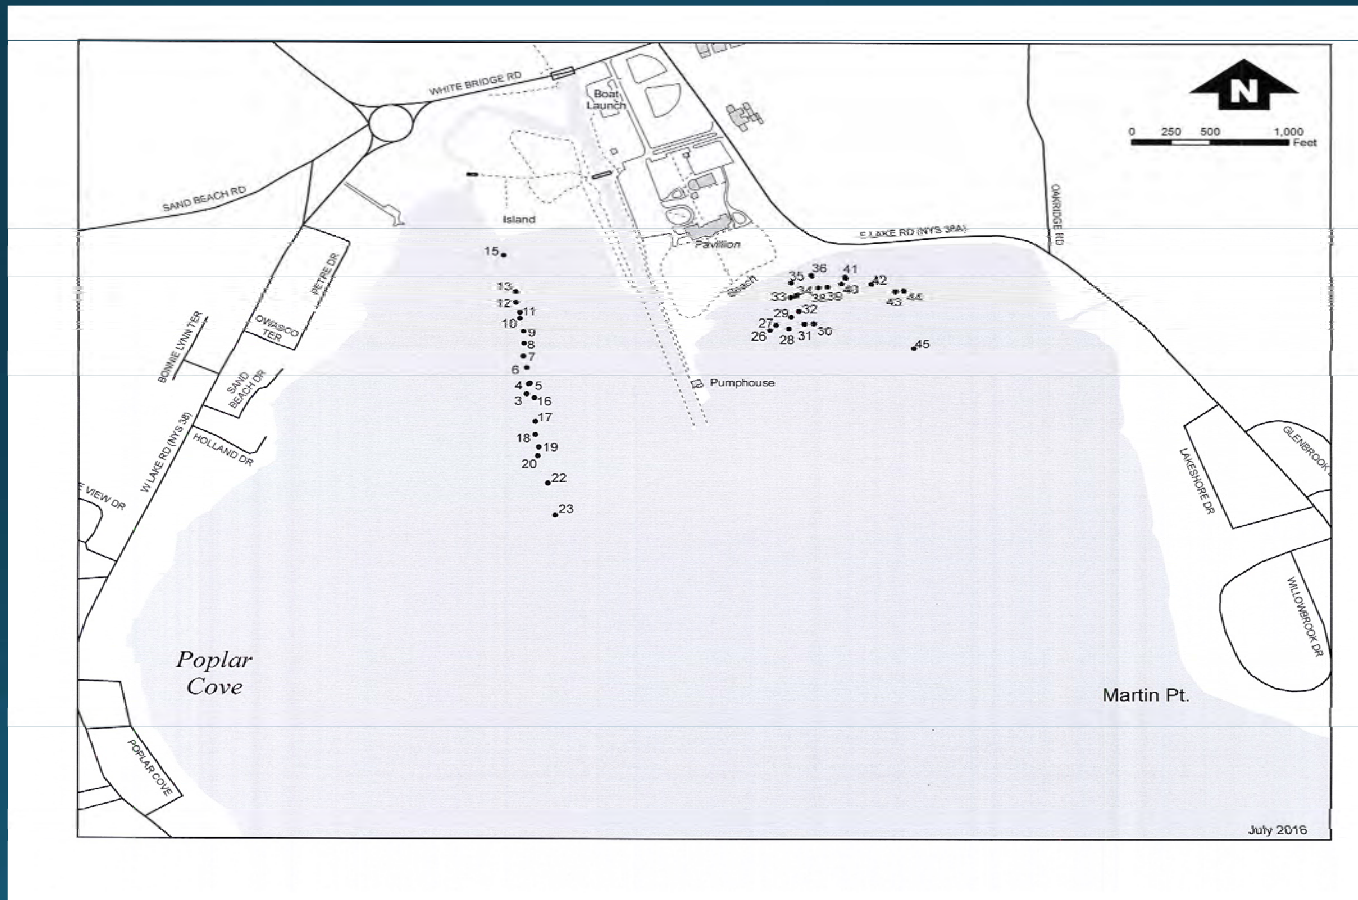 WHITE BRIDGE RD
Boat
Launch
N
0 250 500 1,000
Feet
SAND BEACH RD
OAKRIDGE RD
Island
E LAKE RD (NYS 38A)
Pavillion
PETRE DR
15
36
41
35
42
Beach
13
34
40
33
38
39
43
44
12
11
29
32
10
27
26
28
31
30
9
OWASCO
TER
BONNIE LYNN TER
8
45
7
6
SAND
BEACH DR
4
5
Pumphouse
3
16
17
W LAKE RD (NYS 38)
HOLLAND DR
18
19
20
GLENBROOK
LAKESHORE DR
22
E VIEW DR
23
WILLOWBROOK DR
Poplar
Cove
Martin Pt.
POPLAR COVE
July 2016